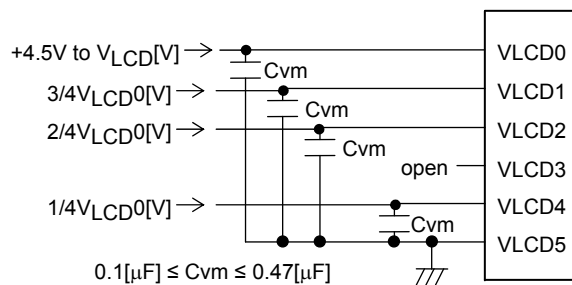 +4.5V to VLCD[V]
VLCD0
Cvm
3/4VLCD0[V]
VLCD1
Cvm
2/4VLCD0[V]
VLCD2
Cvm
open
VLCD3
1/4VLCD0[V]
VLCD4
Cvm
VLCD5
0.1[μF] ≤ Cvm ≤ 0.47[μF]